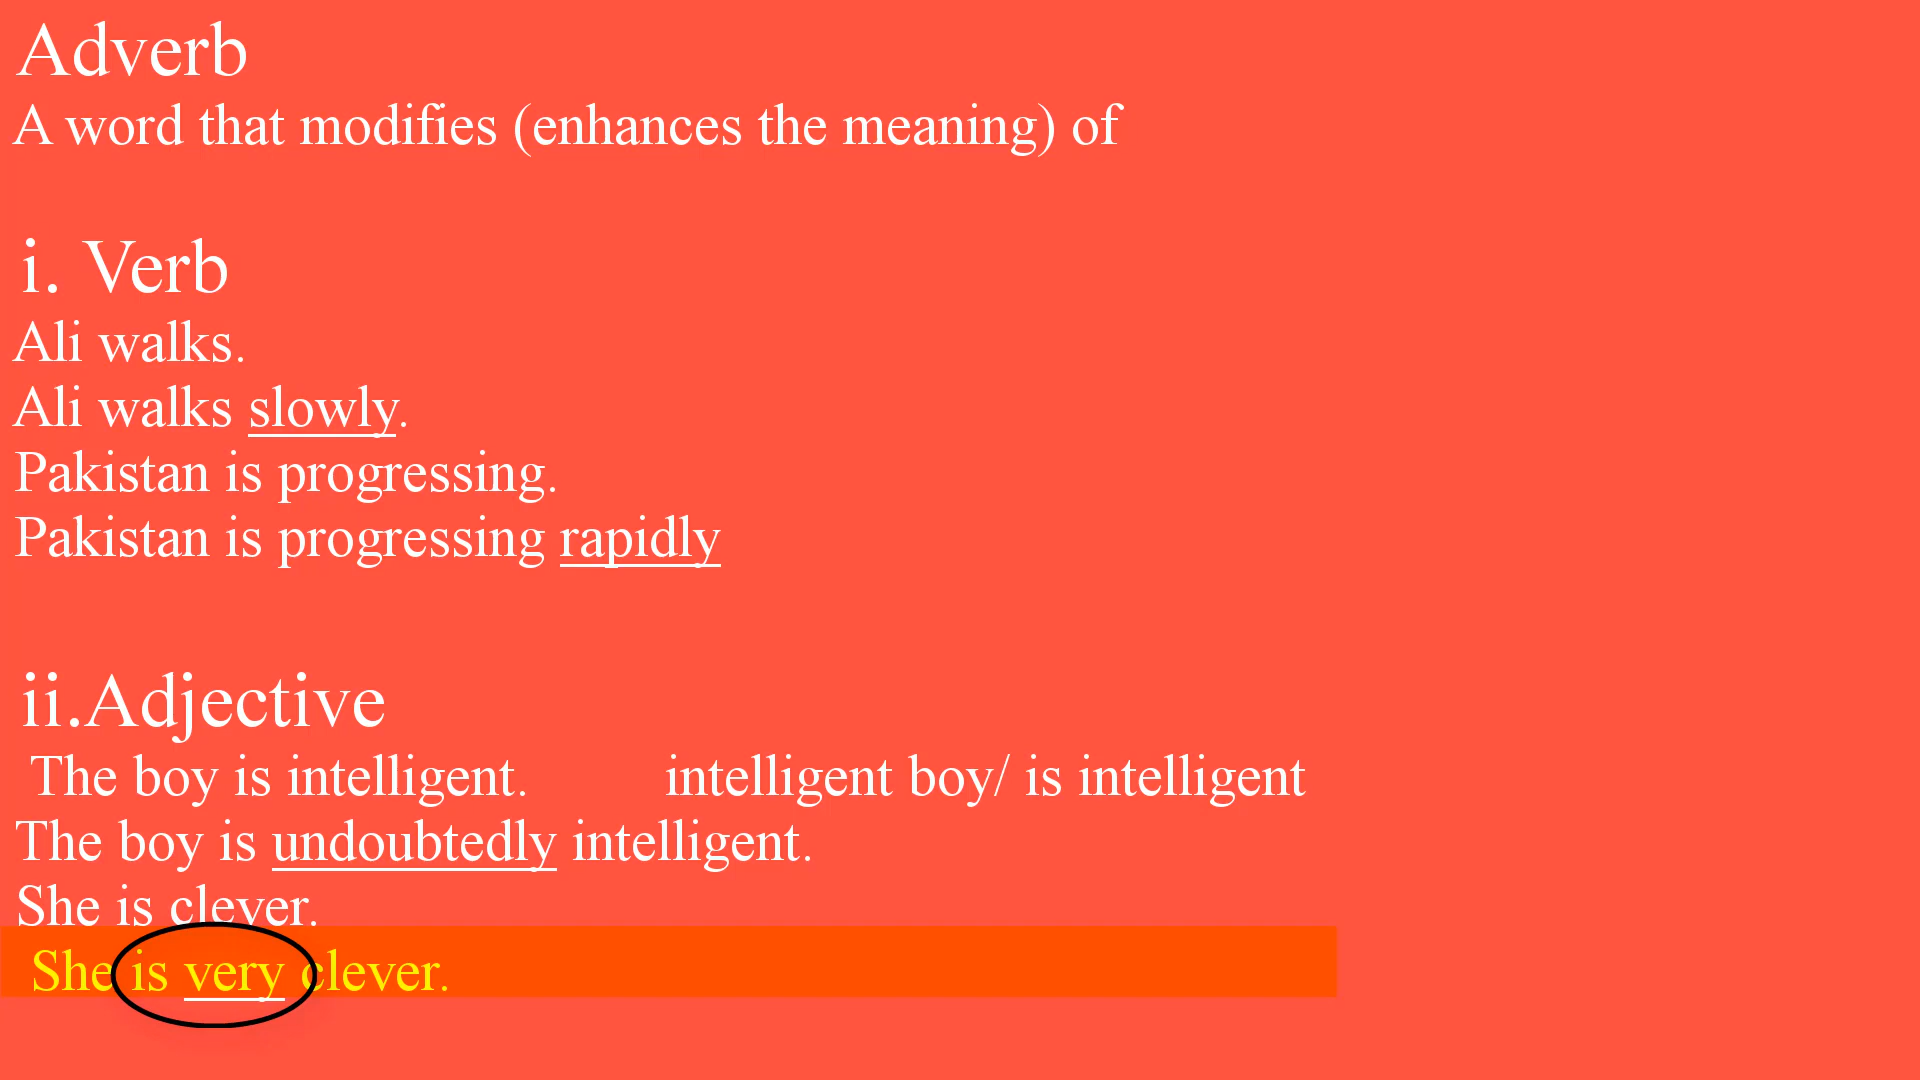 Adverb
A word that modifies (enhances the meaning) of
i. Verb
Ali walks.
Ali walks slowly.
Pakistan is progressing.
Pakistan is progressing rapidly
ii.Adjective
The boy is intelligent. intelligent boy/ is intelligent
The boy is undoubtedly intelligent.
She is clever.
She is very clever.